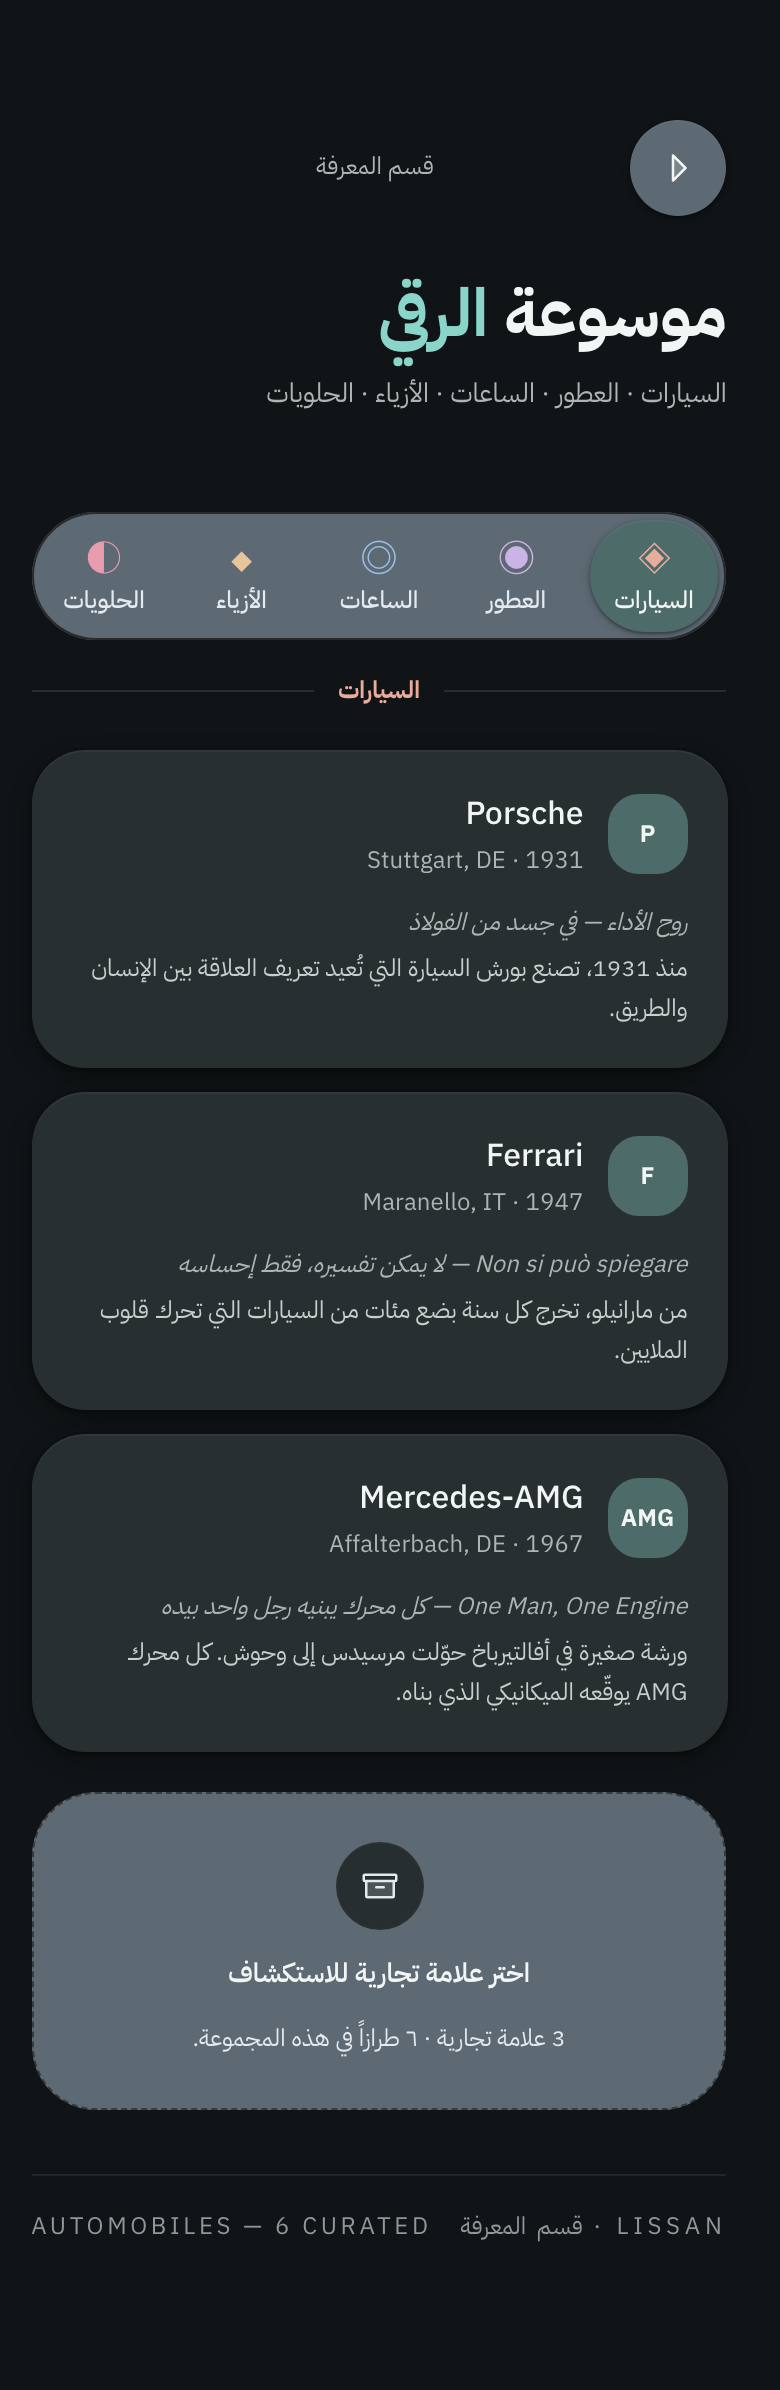 قسم المعرفة
موسوعة الرقي
السيارات · العطور · الساعات · الأزياء · الحلويات
السيارات
العطور
الساعات
الأزياء
الحلويات
السيارات
P
Porsche
Stuttgart, DE · 1931
روح الأداء — في جسد من الفولاذ
منذ 1931، تصنع بورش السيارة التي تُعيد تعريف العلاقة بين الإنسان
والطريق.
F
Ferrari
Maranello, IT · 1947
Non si può spiegare — لا يمكن تفسيره، فقط إحساسه
من مارانيلو، تخرج كل سنة بضع مئات من السيارات التي تحرك قلوب
الملايين.
AMG
Mercedes-AMG
Affalterbach, DE · 1967
One Man, One Engine — كل محرك يبنيه رجل واحد بيده
ورشة صغيرة في أفالتيرباخ حوّلت مرسيدس إلى وحوش. كل محرك
AMG يوقّعه الميكانيكي الذي بناه.
اختر علامة تجارية للاستكشاف
3 علامة تجارية · ٦ طرازاً في هذه المجموعة.
LISSAN · قسم المعرفة
AUTOMOBILES — 6 CURATED